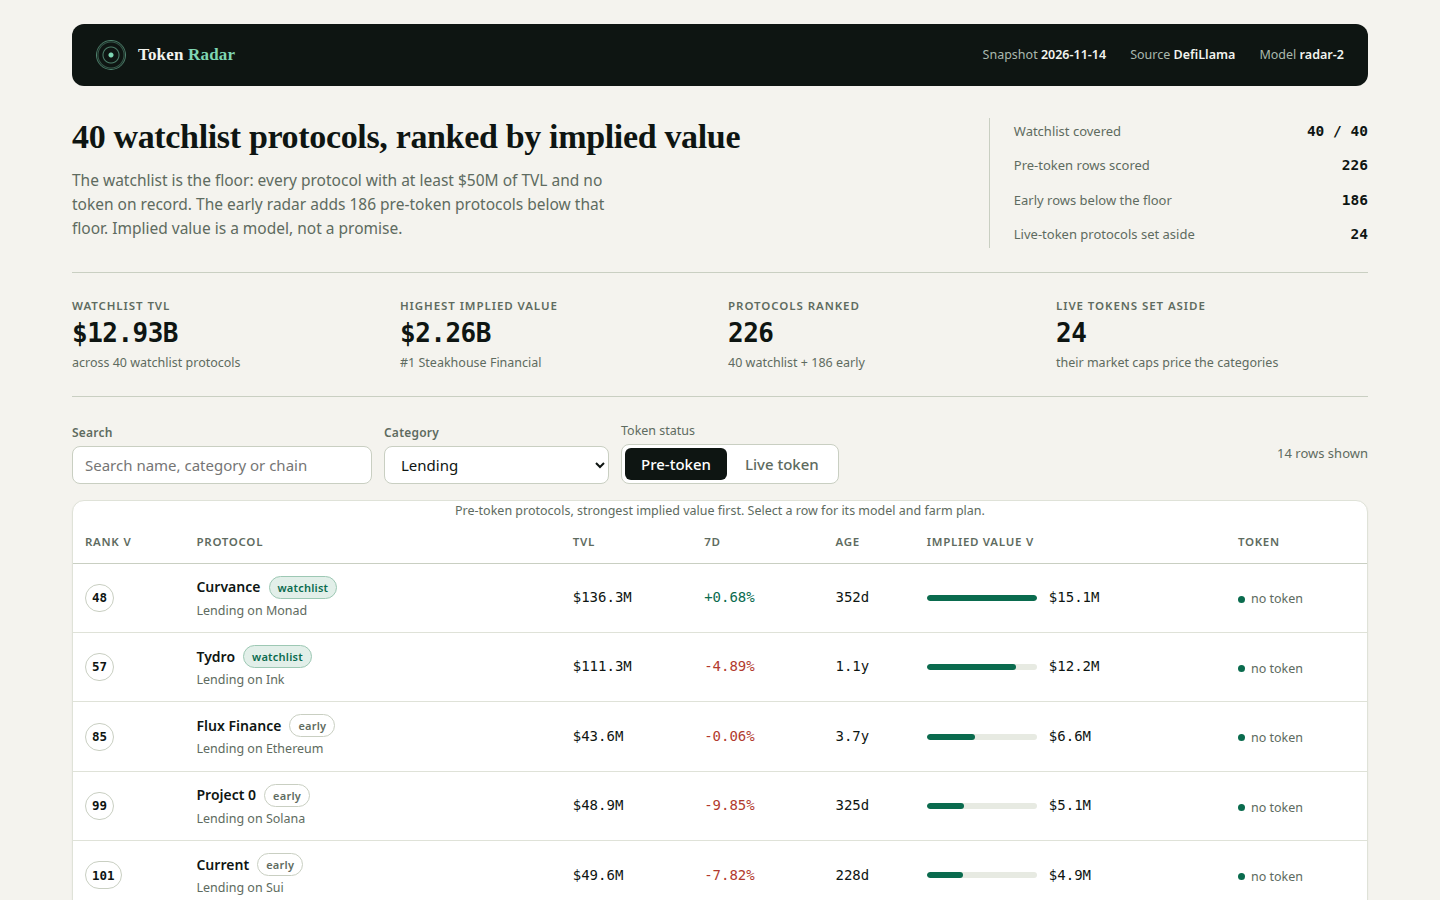 Token Radar
Snapshot 2026-11-14 Source DefiLlama Model radar-2
40 watchlist protocols, ranked by implied value
The watchlist is the floor: every protocol with at least $50M of TVL and no
token on record. The early radar adds 186 pre-token protocols below that
floor. Implied value is a model, not a promise.
Watchlist covered 40 / 40
Pre-token rows scored 226
Early rows below the floor 186
Live-token protocols set aside 24
WATCHLIST TVL
$12.93B
across 40 watchlist protocols
HIGHEST IMPLIED VALUE
$2.26B
#1 Steakhouse Financial
PROTOCOLS RANKED
226
40 watchlist + 186 early
LIVE TOKENS SET ASIDE
24
their market caps price the categories
Search
Search name, category or chain
Category
Lending
Token status
Pre-token Live token
14 rows shown
Pre-token protocols, strongest implied value first. Select a row for its model and farm plan.
RANK V PROTOCOL TVL 7D AGE IMPLIED VALUE V TOKEN
48 Curvance watchlist $136.3M +0.68% 352d $15.1M no token
Lending on Monad
57 Tydro watchlist $111.3M -4.89% 1.1y $12.2M no token
Lending on Ink
85 Flux Finance early $43.6M -0.06% 3.7y $6.6M no token
Lending on Ethereum
99 Project 0 early $48.9M -9.85% 325d $5.1M no token
Lending on Solana
101 Current early $49.6M -7.82% 228d $4.9M no token
Lending on Sui